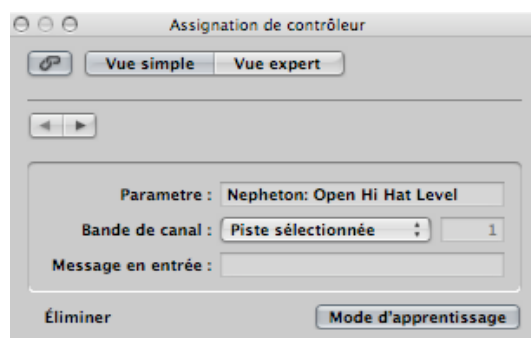 Assignation de contrôleur
Vue simple Vue expert
Parametre : Nepheton: Open Hi Hat Level
Bande de canal : Piste sélectionnée 1
Message en entrée :
Éliminer Mode d'apprentissage